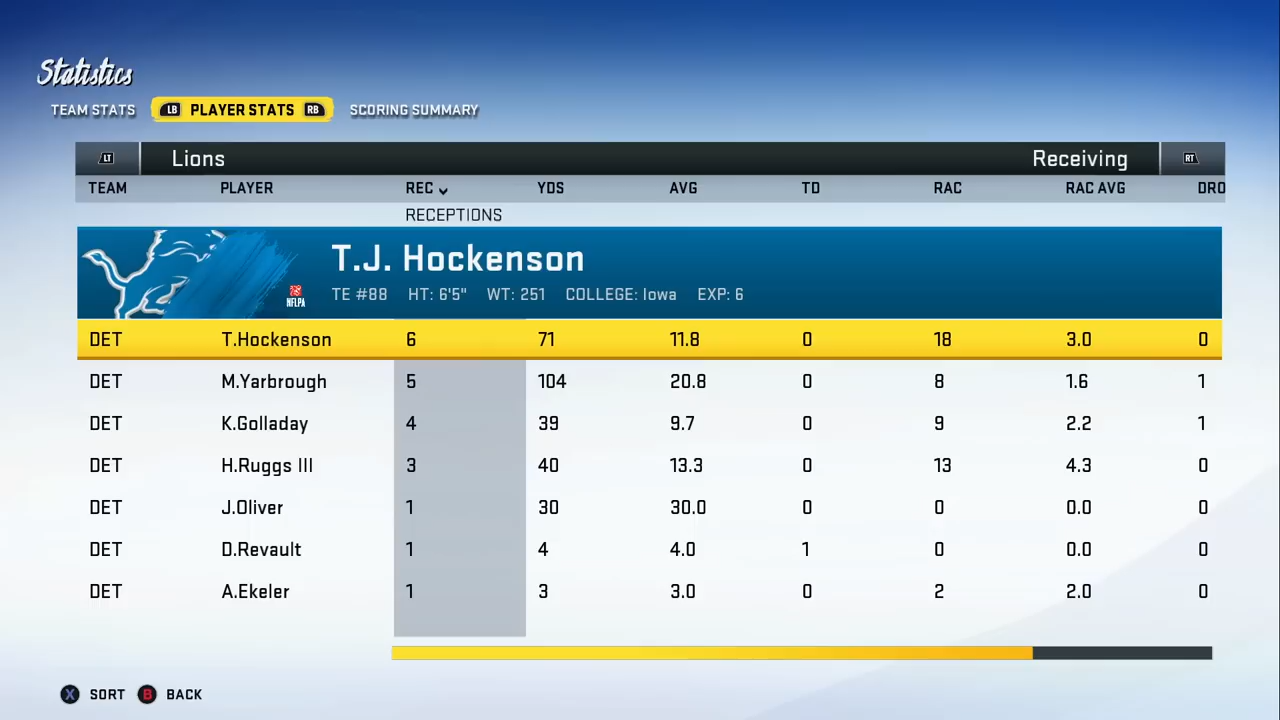 Statistics
TEAM STATS LB PLAYER STATS RB SCORING SUMMARY
LT Lions Receiving RT
TEAM PLAYER REC YDS AVG TD RAC RAC AVG DRO
RECEPTIONS
T.J. Hockenson
NFLPA TE #88 HT: 6'5" WT: 251 COLLEGE: Iowa EXP: 6
DET T.Hockenson 6 71 11.8 0 18 3.0 0
DET M.Yarbrough 5 104 20.8 0 8 1.6 1
DET K.Golladay 4 39 9.7 0 9 2.2 1
DET H.Ruggs III 3 40 13.3 0 13 4.3 0
DET J.Oliver 1 30 30.0 0 0 0.0 0
DET D.Revault 1 4 4.0 1 0 0.0 0
DET A.Ekeler 1 3 3.0 0 2 2.0 0
X SORT B BACK